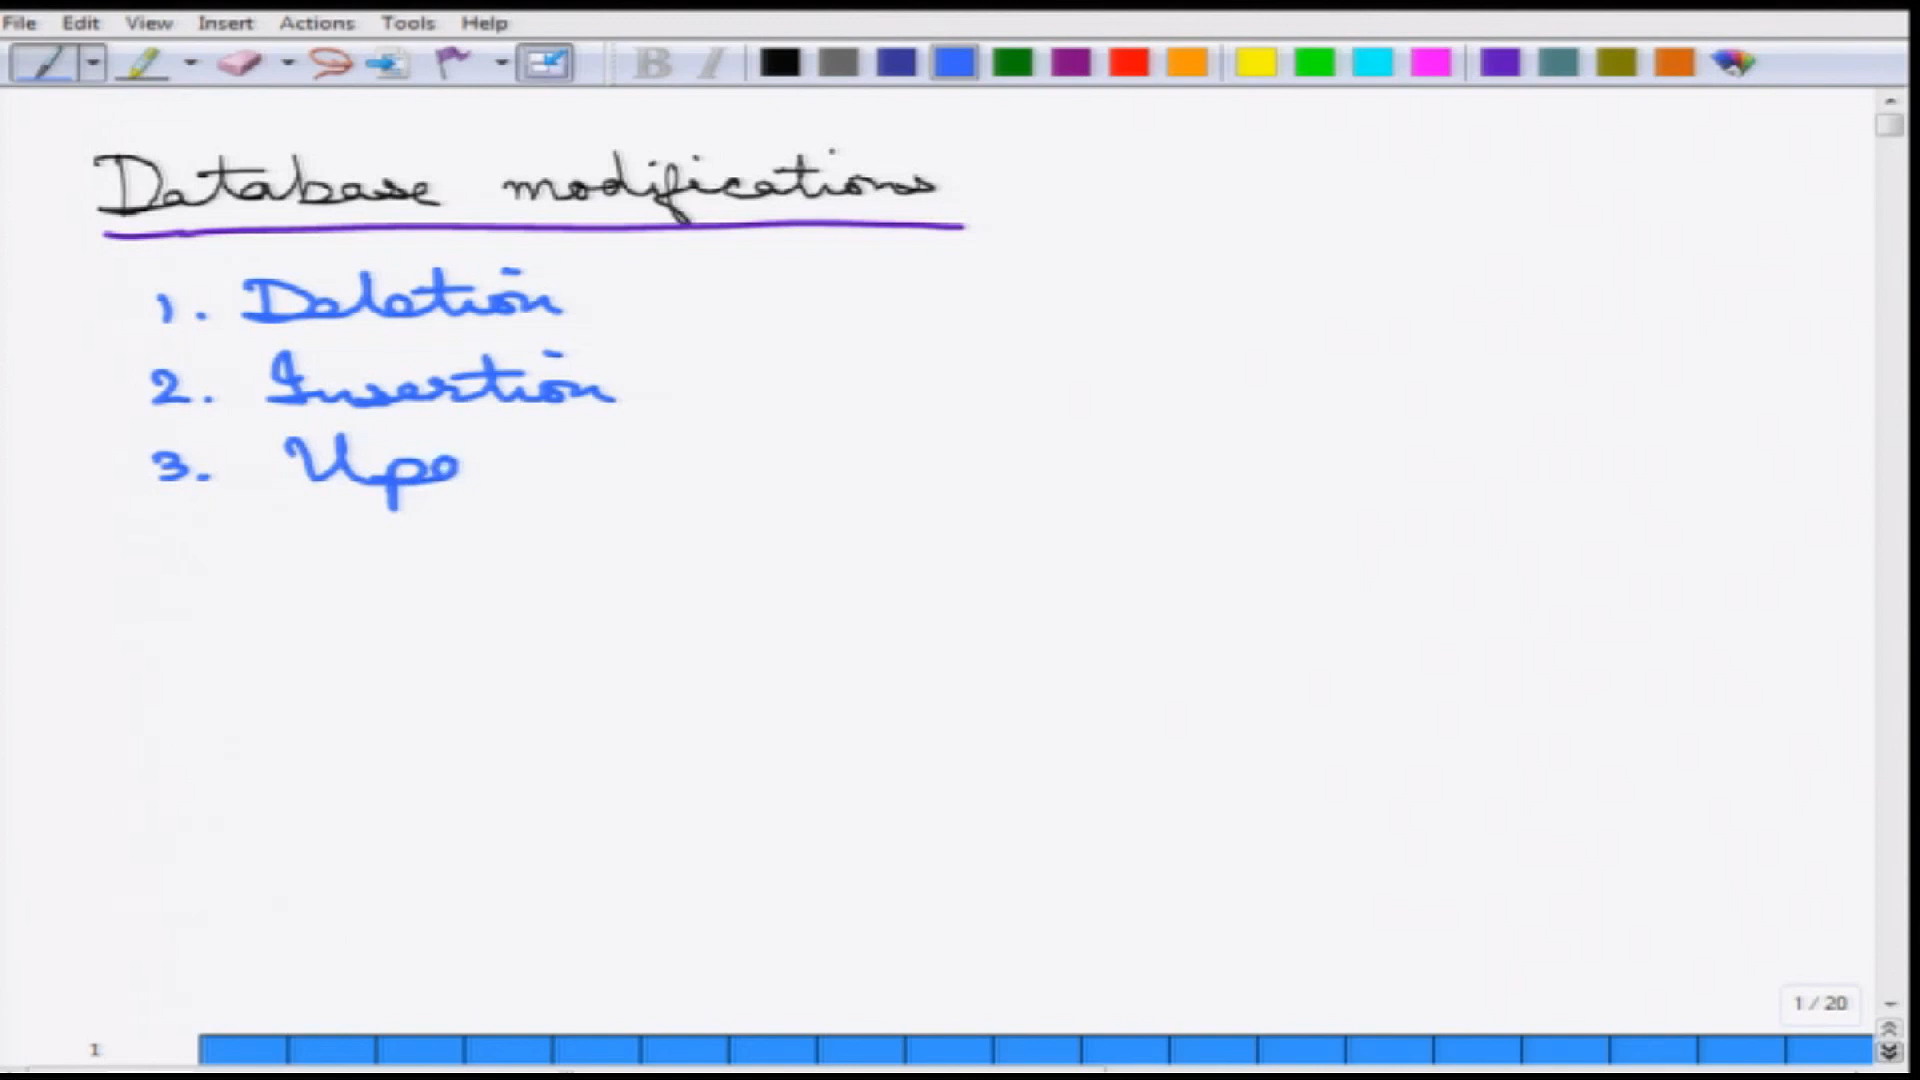 File Edit View Insert Actions Tools Help
B I
Database modifications
1. Deletion
2. Insertion
3. Upo
1 / 20
1